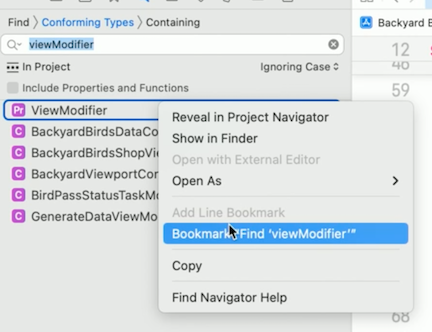 Find > Conforming Types > Containing
viewModifier
In Project
Ignoring Case
Include Properties and Functions
Pr ViewModifier
C BackyardBirdsDataCo
C BackyardBirdsShopVie
C BackyardViewportCor
C BirdPassStatusTaskMo
C GenerateDataViewMo
Reveal in Project Navigator
Show in Finder
Open with External Editor
Open As
Add Line Bookmark
Bookmark "Find ‘viewModifier’"
Copy
Find Navigator Help
Backyard B
12
46
59
68